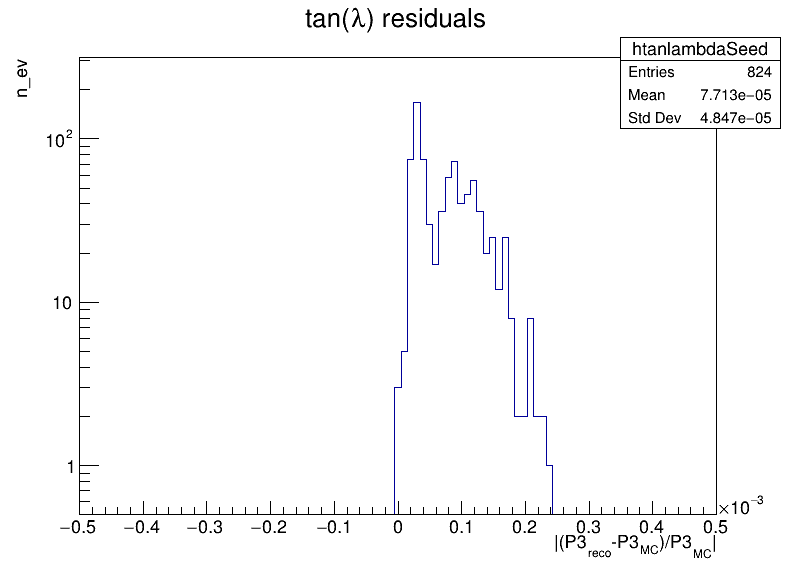 tan(λ) residuals
htanlambdaSeed
Entries 824
Mean 7.713e−05
Std Dev 4.847e−05
n_ev
10²
10
1
×10⁻³
−0.5 −0.4 −0.3 −0.2 −0.1 0 0.1 0.2 0.3 0.4 0.5
|(P3reco-P3MC)/P3MC|